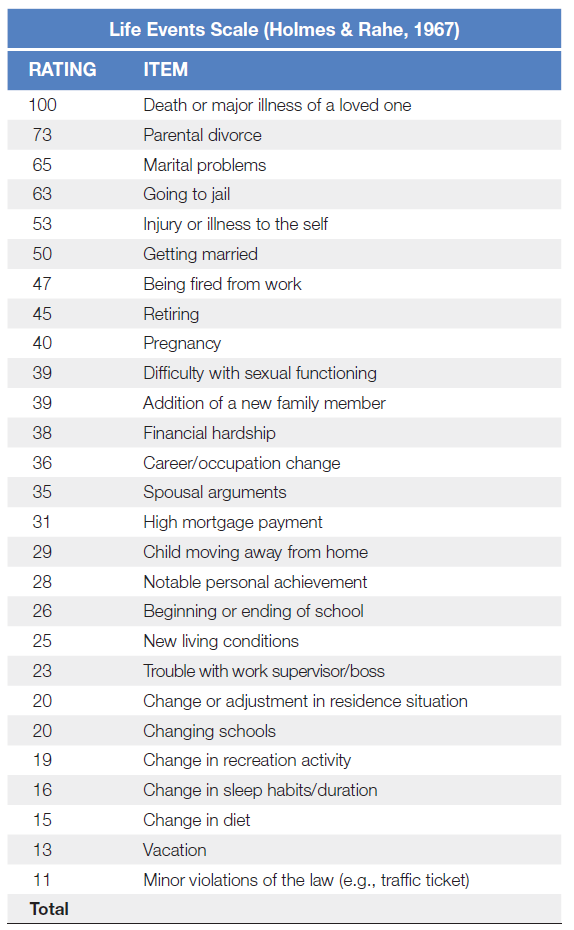 Life Events Scale (Holmes & Rahe, 1967)
RATING ITEM
100 Death or major illness of a loved one
73 Parental divorce
65 Marital problems
63 Going to jail
53 Injury or illness to the self
50 Getting married
47 Being fired from work
45 Retiring
40 Pregnancy
39 Difficulty with sexual functioning
39 Addition of a new family member
38 Financial hardship
36 Career/occupation change
35 Spousal arguments
31 High mortgage payment
29 Child moving away from home
28 Notable personal achievement
26 Beginning or ending of school
25 New living conditions
23 Trouble with work supervisor/boss
20 Change or adjustment in residence situation
20 Changing schools
19 Change in recreation activity
16 Change in sleep habits/duration
15 Change in diet
13 Vacation
11 Minor violations of the law (e.g., traffic ticket)
Total